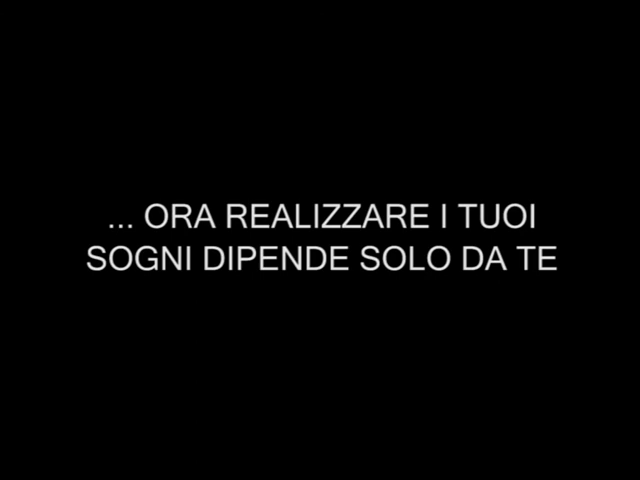 ... ORA REALIZZARE I TUOI
SOGNI DIPENDE SOLO DA TE